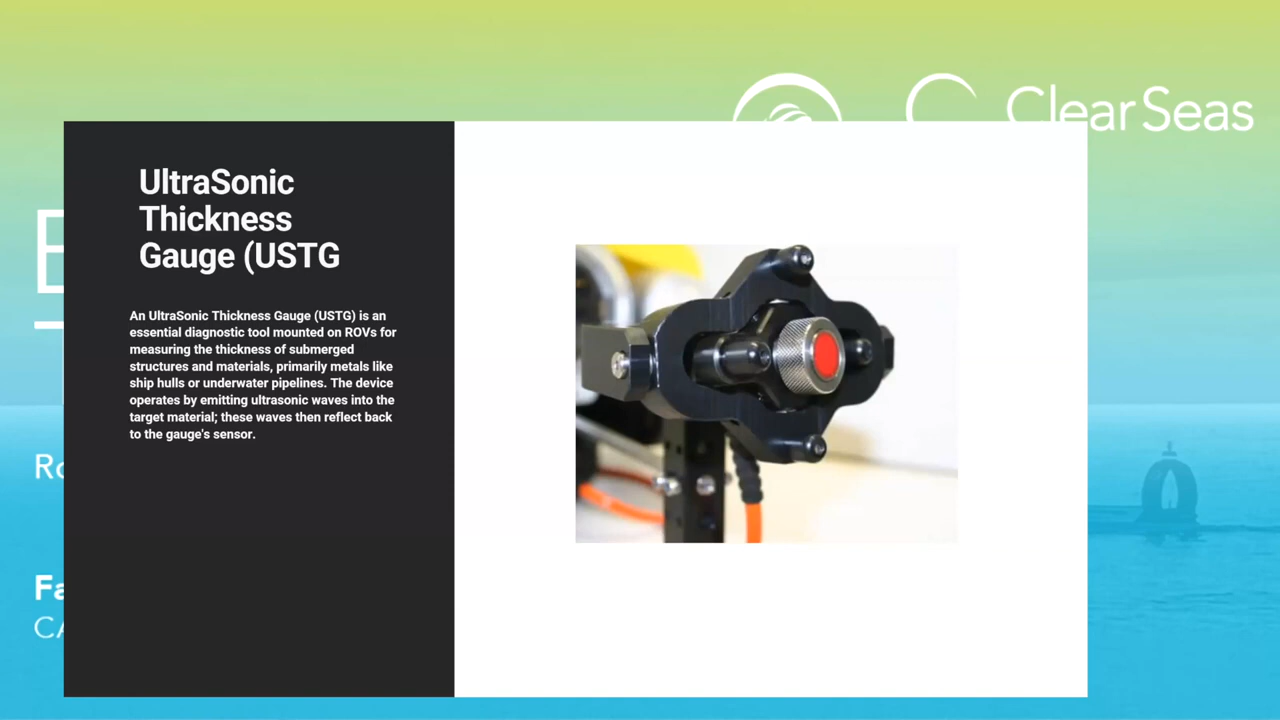 ClearSeas
UltraSonic
Thickness
Gauge (USTG
An UltraSonic Thickness Gauge (USTG) is an
essential diagnostic tool mounted on ROVs for
measuring the thickness of submerged
structures and materials, primarily metals like
ship hulls or underwater pipelines. The device
operates by emitting ultrasonic waves into the
target material; these waves then reflect back
to the gauge's sensor.